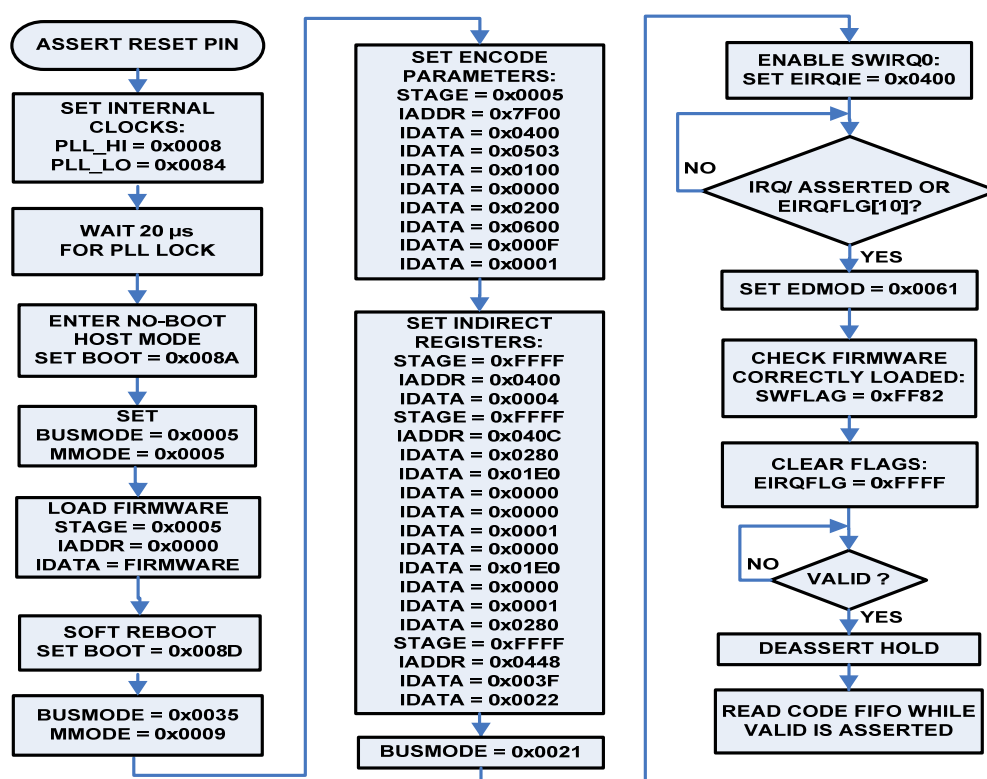 ASSERT RESET PIN
SET INTERNAL
CLOCKS:
PLL_HI = 0x0008
PLL_LO = 0x0084
WAIT 20 µs
FOR PLL LOCK
ENTER NO-BOOT
HOST MODE
SET BOOT = 0x008A
SET
BUSMODE = 0x0005
MMODE = 0x0005
LOAD FIRMWARE
STAGE = 0x0005
IADDR = 0x0000
IDATA = FIRMWARE
SOFT REBOOT
SET BOOT = 0x008D
BUSMODE = 0x0035
MMODE = 0x0009
SET ENCODE
PARAMETERS:
STAGE = 0x0005
IADDR = 0x7F00
IDATA = 0x0400
IDATA = 0x0503
IDATA = 0x0100
IDATA = 0x0000
IDATA = 0x0200
IDATA = 0x0600
IDATA = 0x000F
IDATA = 0x0001
SET INDIRECT
REGISTERS:
STAGE = 0xFFFF
IADDR = 0x0400
IDATA = 0x0004
STAGE = 0xFFFF
IADDR = 0x040C
IDATA = 0x0280
IDATA = 0x01E0
IDATA = 0x0000
IDATA = 0x0000
IDATA = 0x0001
IDATA = 0x0000
IDATA = 0x01E0
IDATA = 0x0000
IDATA = 0x0001
IDATA = 0x0280
STAGE = 0xFFFF
IADDR = 0x0448
IDATA = 0x003F
IDATA = 0x0022
BUSMODE = 0x0021
ENABLE SWIRQ0:
SET EIRQIE = 0x0400
NO
IRQ/ ASSERTED OR
EIRQFLG[10]?
YES
SET EDMOD = 0x0061
CHECK FIRMWARE
CORRECTLY LOADED:
SWFLAG = 0xFF82
CLEAR FLAGS:
EIRQFLG = 0xFFFF
NO
VALID ?
YES
DEASSERT HOLD
READ CODE FIFO WHILE
VALID IS ASSERTED